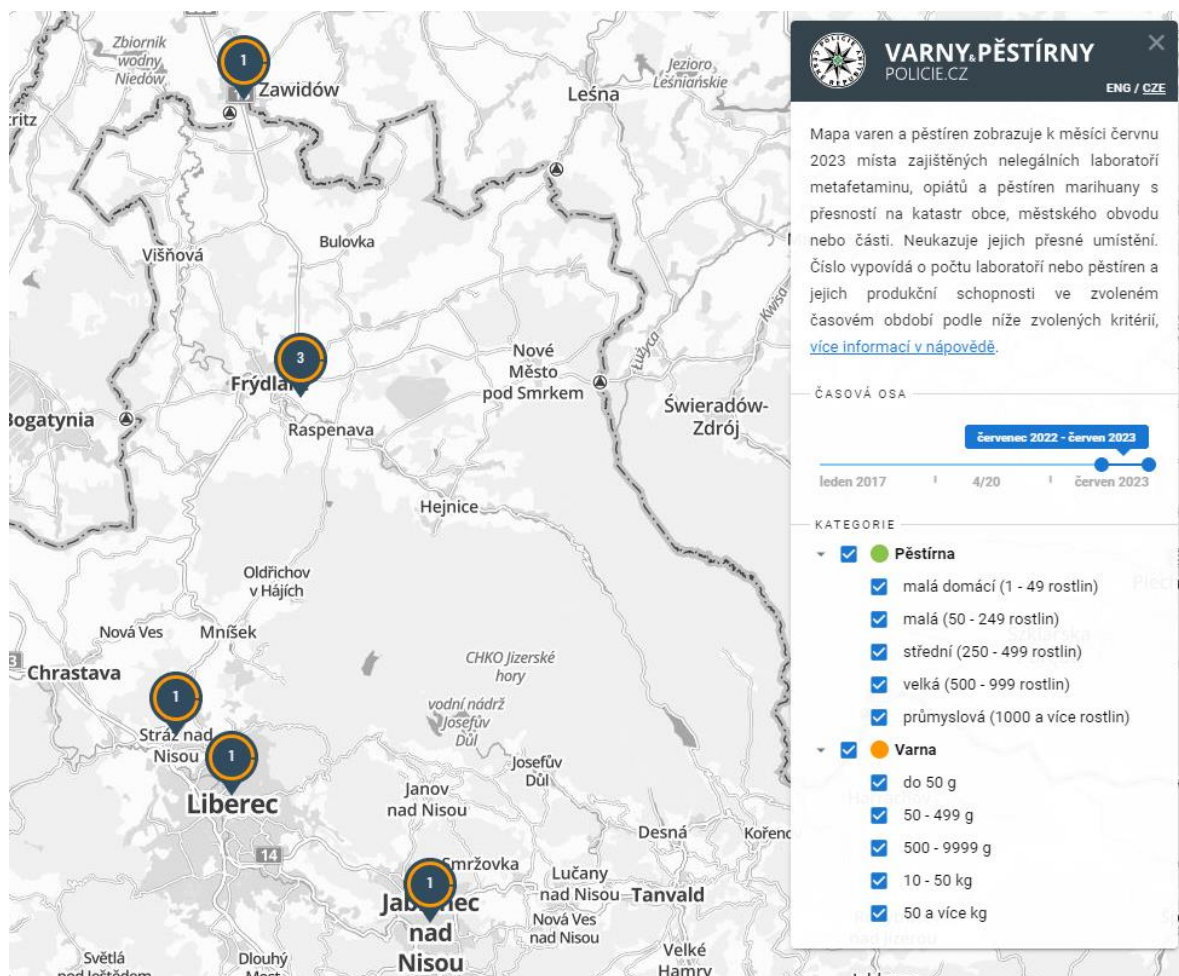 Zbiornik
wodny
Niedów
1
Zawidów
Jezioro
Leśniańskie
Leśna
Višňová
Bulovka
Kwisa
3
Raspenava
Nové
Město
pod Smrkem
Bogatynia
Świeradów-
Zdrój
Hejnice
Oldřichov
v Hájích
Nová Ves
Mníšek
Chrastava
CHKO Jizerské
hory
1
Stráž nad
Nisou
vodní nádrž
Josefův
Důl
1
Liberec
Josefův
Důl
Janov
nad Nisou
Desná
14
Smržovka
1
nad
Nisou
Lučany
nad Nisou
Tanvald
Nová Ves
nad Nisou
Velké
Hamry
Světlá
pod Ještědem
Dlouhý
Most
POLICIE
VARNY & PĚSTÍRNY
POLICIE.CZ
ENG / CZE
Mapa varen a pěstíren zobrazuje k měsíci červnu
2023 místa zajištěných nelegálních laboratoří
metafetaminu, opiátů a pěstíren marihuany s
přesností na katastr obce, městského obvodu
nebo části. Neukazuje jejich přesné umístění.
Číslo vypovídá o počtu laboratoří nebo pěstíren a
jejich produkční schopnosti ve zvoleném
časovém období podle níže zvolených kritérií,
více informací v nápovědě.
ČASOVÁ OSA
červenec 2022 - červen 2023
leden 2017 4/20 červen 2023
KATEGORIE
Pěstírna
malá domácí (1 - 49 rostlin)
malá (50 - 249 rostlin)
střední (250 - 499 rostlin)
velká (500 - 999 rostlin)
průmyslová (1000 a více rostlin)
Varna
do 50 g
50 - 499 g
500 - 9999 g
10 - 50 kg
50 a více kg